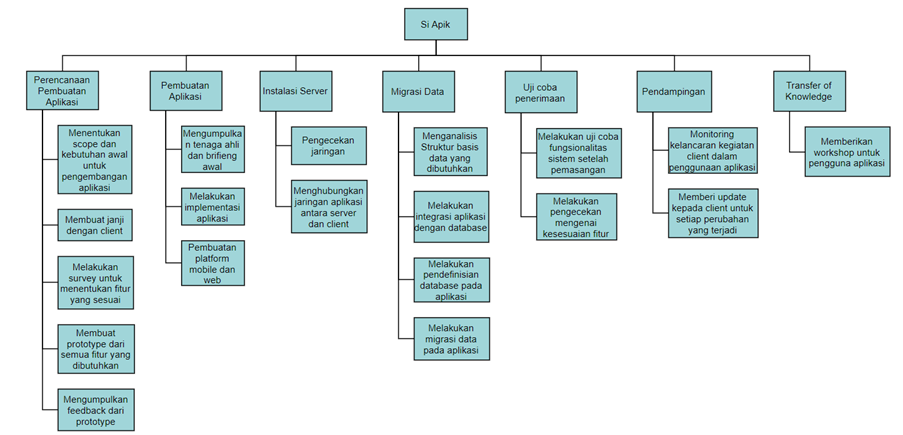 Si Apik
Perencanaan
Pembuatan
Aplikasi
Menentukan
scope dan
kebutuhan awal
untuk
pengembangan
aplikasi
Membuat janji
dengan client
Melakukan
survey untuk
menentukan fitur
yang sesuai
Membuat
prototype dari
semua fitur yang
dibutuhkan
Mengumpulkan
feedback dari
prototype
Pembuatan
Aplikasi
Mengumpulka
n tenaga ahli
dan brifieng
awal
Melakukan
implementasi
aplikasi
Pembuatan
platform
mobile dan
web
Instalasi Server
Pengecekan
jaringan
Menghubungkan
jaringan aplikasi
antara server
dan client
Migrasi Data
Menganalisis
Struktur basis
data yang
dibutuhkan
Melakukan
integrasi aplikasi
dengan database
Melakukan
pendefinisian
database pada
aplikasi
Melakukan
migrasi data
pada aplikasi
Uji coba
penerimaan
Melakukan uji coba
fungsionalitas
sistem setelah
pemasangan
Melakukan
pengecekan
mengenai
kesesuaian fitur
Pendampingan
Monitoring
kelancaran kegiatan
client dalam
penggunaan aplikasi
Memberi update
kepada client untuk
setiap perubahan
yang terjadi
Transfer of
Knowledge
Memberikan
workshop untuk
pengguna aplikasi